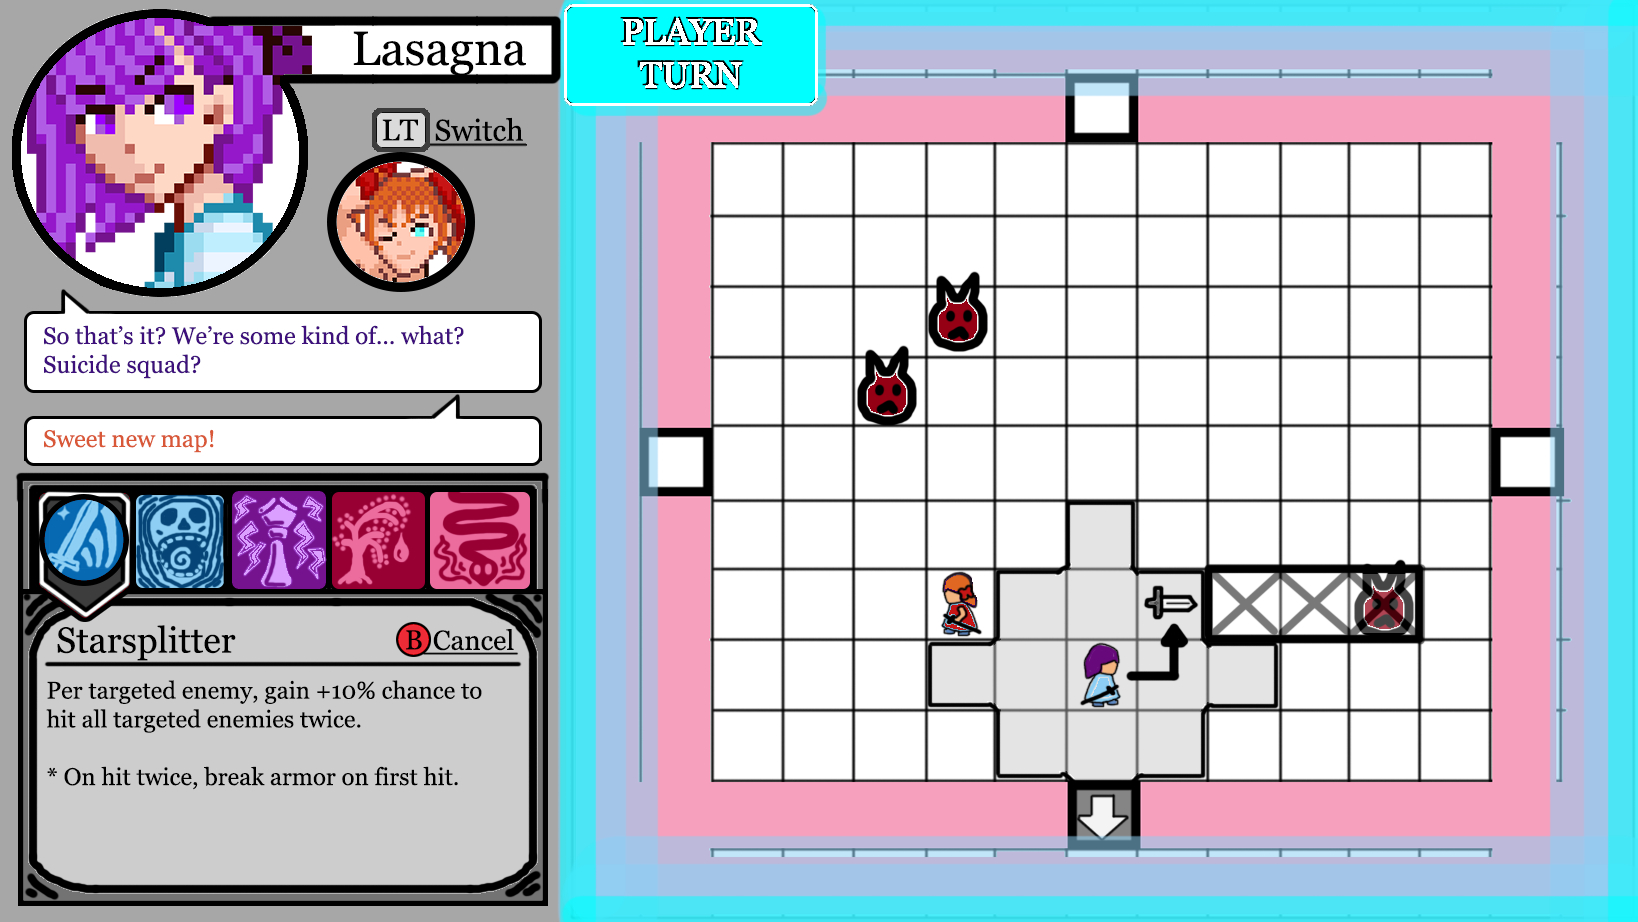 Lasagna
PLAYER
TURN
LT Switch
So that’s it? We’re some kind of... what?
Suicide squad?
Sweet new map!
Starsplitter
B Cancel
Per targeted enemy, gain +10% chance to
hit all targeted enemies twice.
* On hit twice, break armor on first hit.